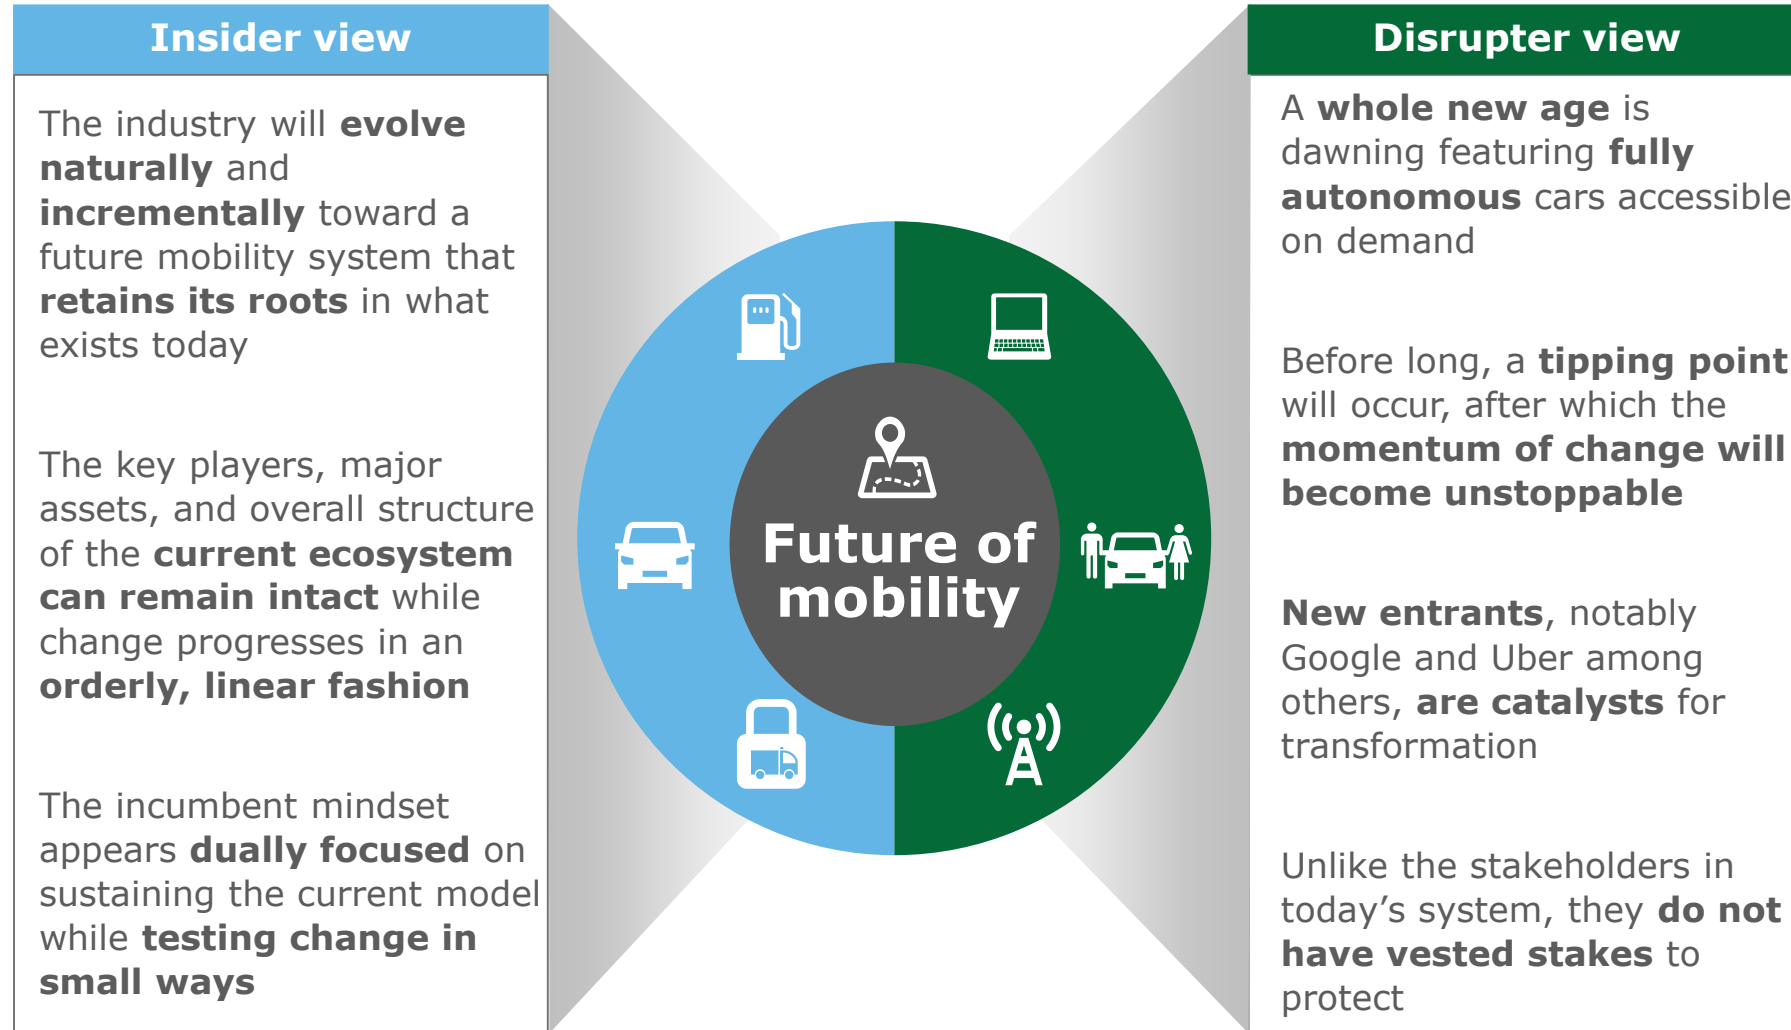 Insider view
The industry will evolve
naturally and
incrementally toward a
future mobility system that
retains its roots in what
exists today
The key players, major
assets, and overall structure
of the current ecosystem
can remain intact while
change progresses in an
orderly, linear fashion
The incumbent mindset
appears dually focused on
sustaining the current model
while testing change in
small ways
Future of
mobility
Disrupter view
A whole new age is
dawning featuring fully
autonomous cars accessible
on demand
Before long, a tipping point
will occur, after which the
momentum of change will
become unstoppable
New entrants, notably
Google and Uber among
others, are catalysts for
transformation
Unlike the stakeholders in
today’s system, they do not
have vested stakes to
protect